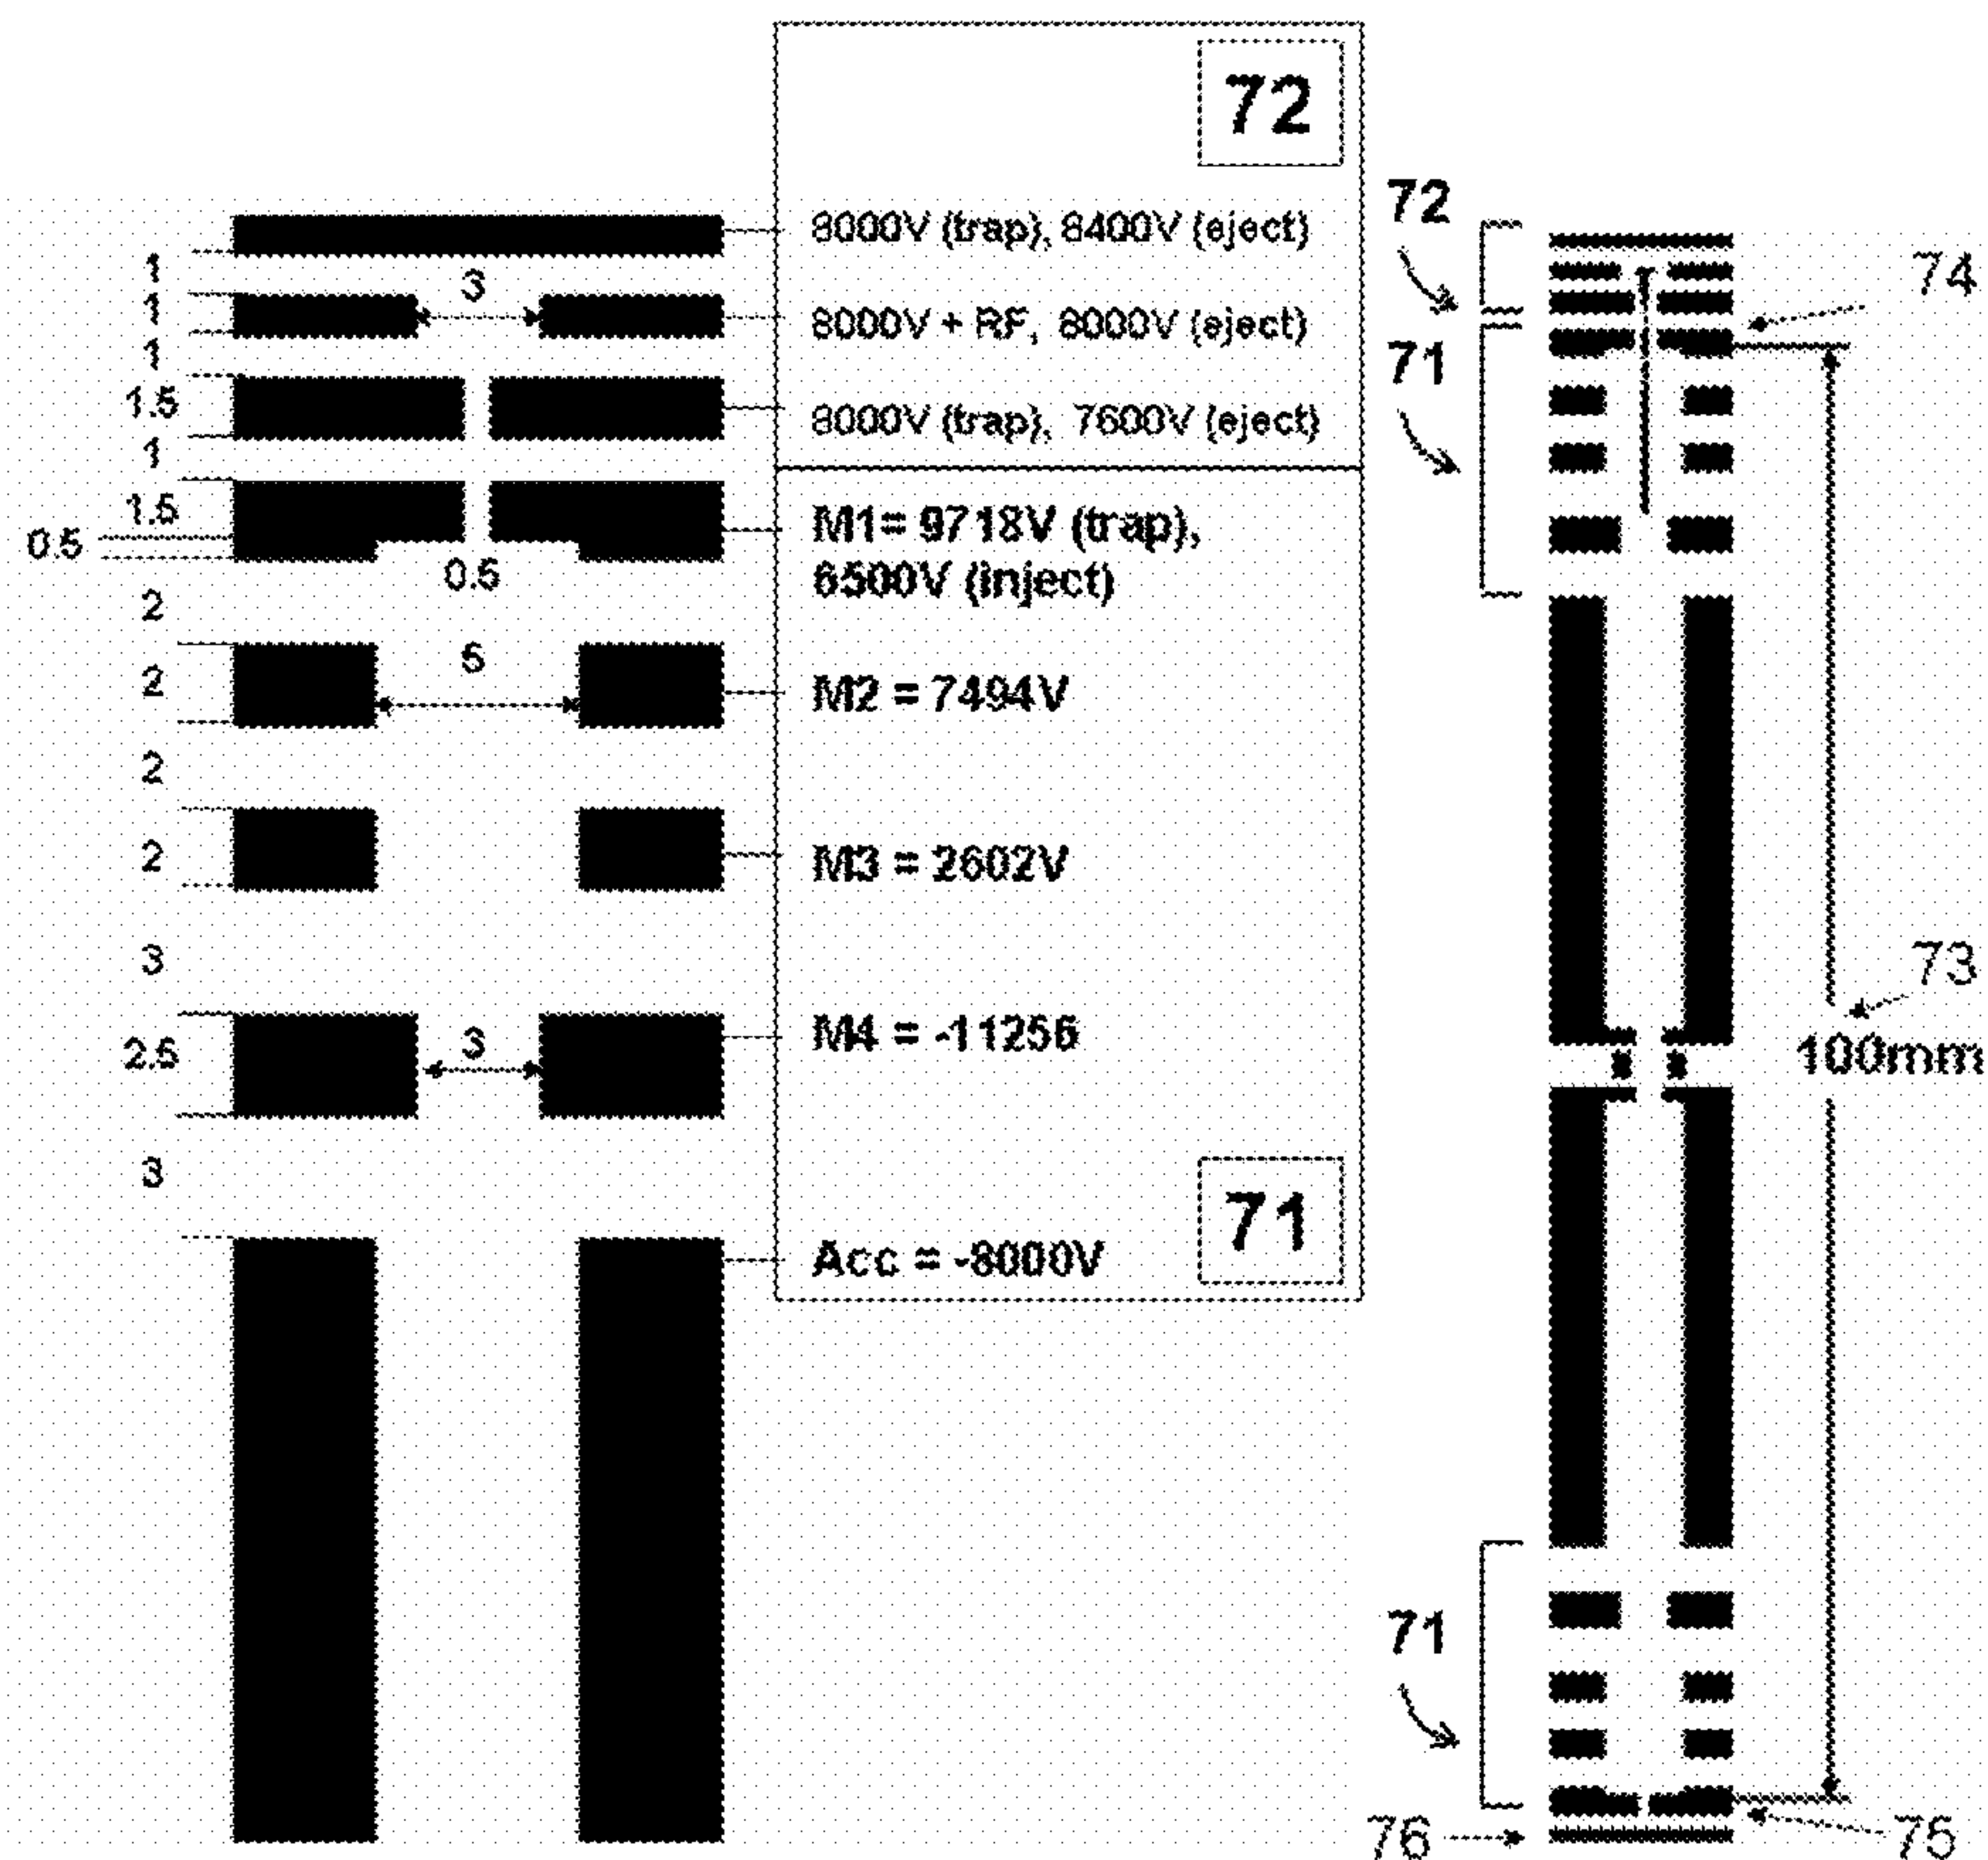 72
8000V (trap), 8400V (eject)
8000V + RF, 8000V (eject)
8000V (trap), 7600V (eject)
M1= 9718V (trap),
6500V (inject)
M2 = 7494V
M3 = 2602V
M4 = -11256
Acc = -8000V
71
1
1
1
1.5
1
1.5
0.5
2
2
2
2
3
2.5
3
3
0.5
5
3
72
71
74
73
100mm
71
76
75